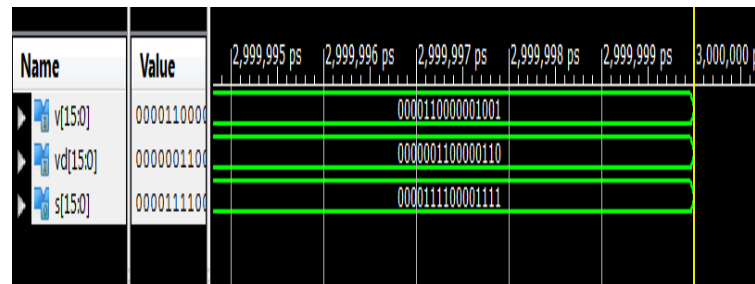 Name Value 2,999,995 ps 2,999,996 ps 2,999,997 ps 2,999,998 ps 2,999,999 ps 3,000,000 p
v[15:0] 0000110000 0000110000001001
vd[15:0] 000000110 0000001100000110
s[15:0] 0000111100 0000111100001111